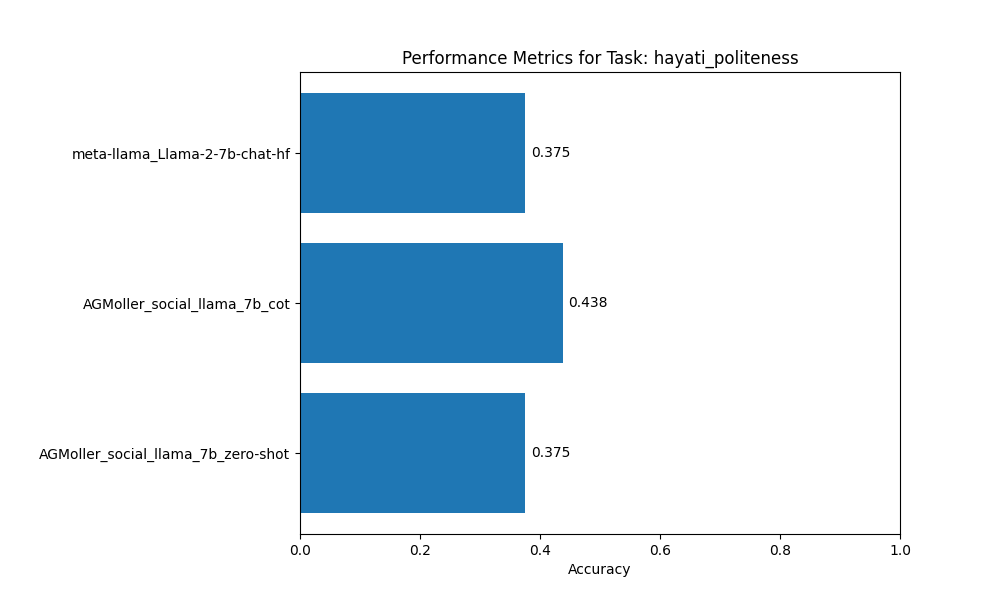 Performance Metrics for Task: hayati_politeness
meta-llama_Llama-2-7b-chat-hf
0.375
AGMoller_social_llama_7b_cot
0.438
AGMoller_social_llama_7b_zero-shot
0.375
0.0 0.2 0.4 0.6 0.8 1.0
Accuracy